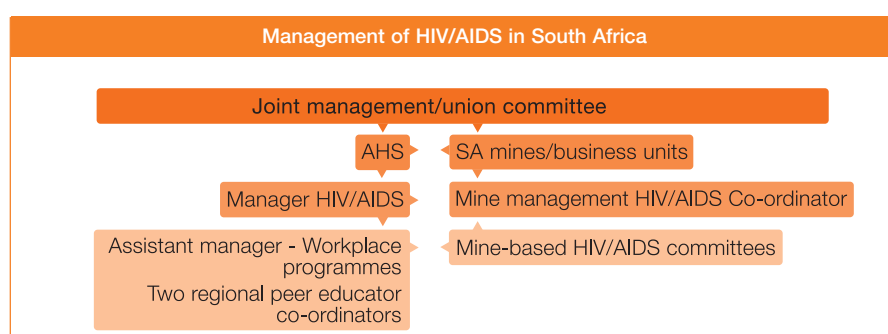 Management of HIV/AIDS in South Africa
Joint management/union committee
AHS
SA mines/business units
Manager HIV/AIDS
Mine management HIV/AIDS Co-ordinator
Assistant manager - Workplace
programmes
Two regional peer educator
co-ordinators
Mine-based HIV/AIDS committees